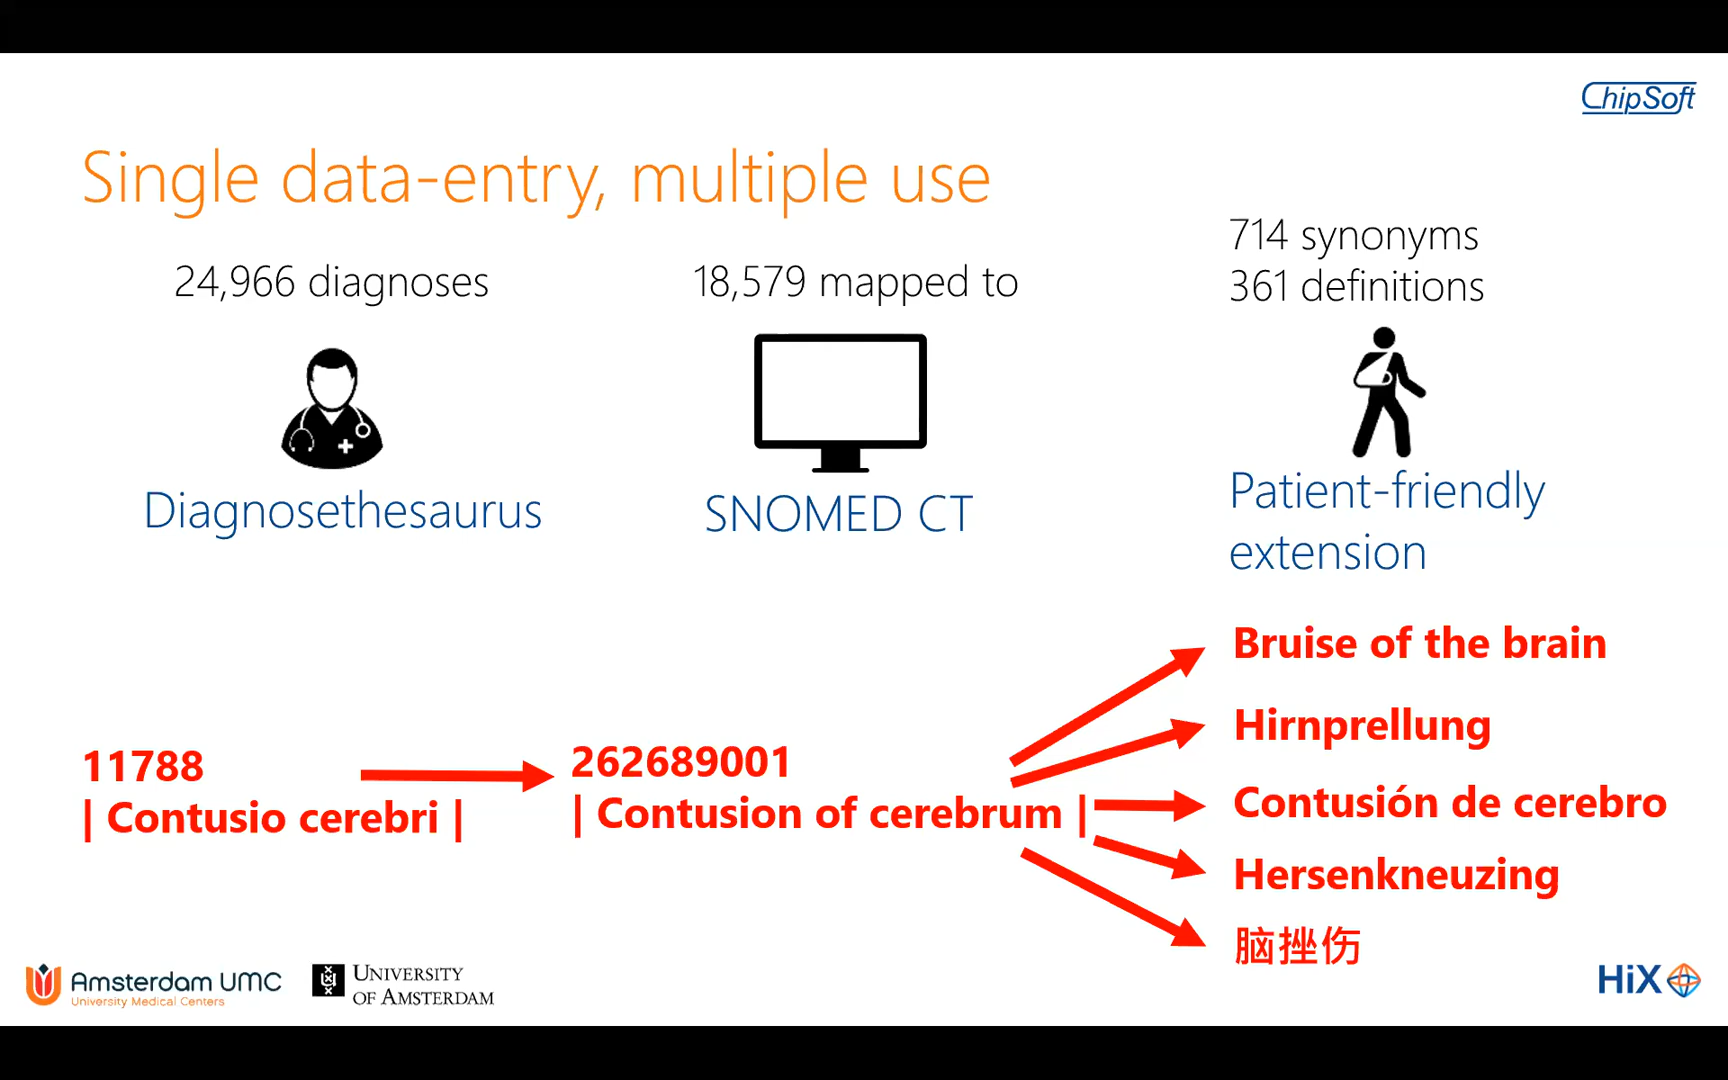 ChipSoft
Single data-entry, multiple use
24,966 diagnoses
18,579 mapped to
714 synonyms
361 definitions
Diagnosethesaurus
SNOMED CT
Patient-friendly
extension
11788
| Contusio cerebri |
262689001
| Contusion of cerebrum |
Bruise of the brain
Hirnprellung
Contusión de cerebro
Hersenkneuzing
脑挫伤
Amsterdam UMC
University Medical Centers
UNIVERSITY
OF AMSTERDAM
HiX